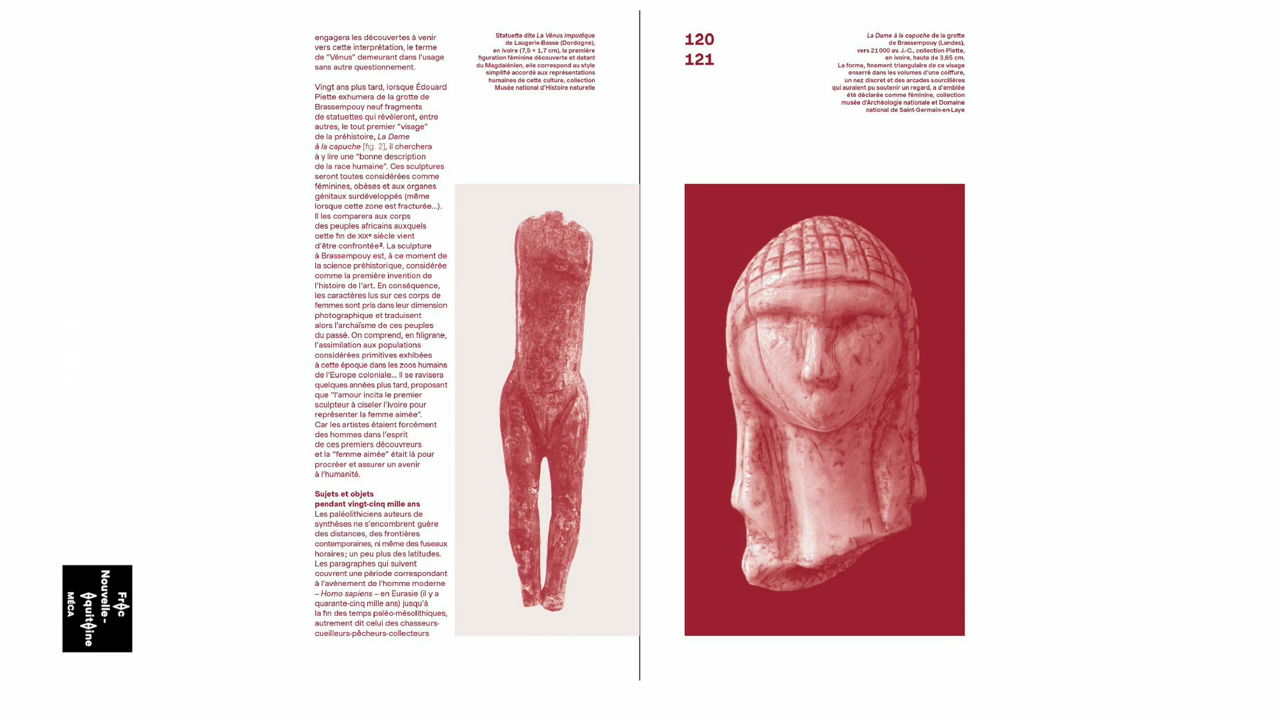 engagera les découvertes à venir
vers cette interprétation, le terme
de “Vénus” demeurant dans l’usage
sans autre questionnement.
Vingt ans plus tard, lorsque Édouard
Piette exhumera de la grotte de
Brassempouy neuf fragments
de statuettes qui révéleront, entre
autres, le tout premier “visage”
de la préhistoire, La Dame
à la capuche [fig. 2], il cherchera
à y lire une “bonne description
de la race humaine”. Ces sculptures
seront toutes considérées comme
féminines, obèses et aux organes
génitaux surdéveloppés (même
lorsque cette zone est fracturée…).
Il les comparera aux corps
des peuples africains auxquels
cette fin de XIXe siècle vient
d’être confrontée². La sculpture
à Brassempouy est, à ce moment de
la science préhistorique, considérée
comme la première invention de
l’histoire de l’art. En conséquence,
les caractères lus sur ces corps de
femmes sont pris dans leur dimension
photographique et traduisent
alors l’archaïsme de ces peuples
du passé. On comprend, en filigrane,
l’assimilation aux populations
considérées primitives exhibées
à cette époque dans les zoos humains
de l’Europe coloniale… Il se ravisera
quelques années plus tard, proposant
que “l’amour incita le premier
sculpteur à ciseler l’ivoire pour
représenter la femme aimée”.
Car les artistes étaient forcément
des hommes dans l’esprit
de ces premiers découvreurs
et la “femme aimée” était là pour
procréer et assurer un avenir
à l’humanité.
Sujets et objets
pendant vingt-cinq mille ans
Les paléolithiciens auteurs de
synthèses ne s’encombrent guère
des distances, des frontières
contemporaines, ni même des fuseaux
horaires ; un peu plus des latitudes.
Les paragraphes qui suivent
couvrent une période correspondant
à l’avènement de l’homme moderne
– Homo sapiens – en Eurasie (il y a
quarante-cinq mille ans) jusqu’à
la fin des temps paléo-mésolithiques,
autrement dit celui des chasseurs-
cueilleurs-pêcheurs-collecteurs
Statuette dite La Vénus impudique
de Laugerie-Basse (Dordogne),
en ivoire (7,5 × 1,7 cm), la première
figuration féminine découverte et datant
du Magdalénien, elle correspond au style
simplifié accordé aux représentations
humaines de cette culture, collection
Musée national d’Histoire naturelle
120
121
La Dame à la capuche de la grotte
de Brassempouy (Landes),
vers 21 000 av. J.-C., collection Piette,
en ivoire, haute de 3,65 cm.
La forme, finement triangulaire de ce visage
enserré dans les volumes d’une coiffure,
un nez discret et des arcades sourcillières
qui auraient pu soutenir un regard, a d’emblée
été déclarée comme féminine, collection
musée d’Archéologie nationale et Domaine
national de Saint-Germain-en-Laye
Frac
Nouvelle-
Aquitaine
MÉCA